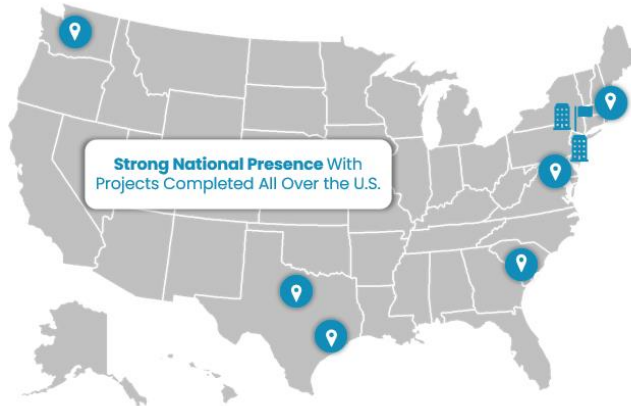 Strong National Presence With
Projects Completed All Over the U.S.